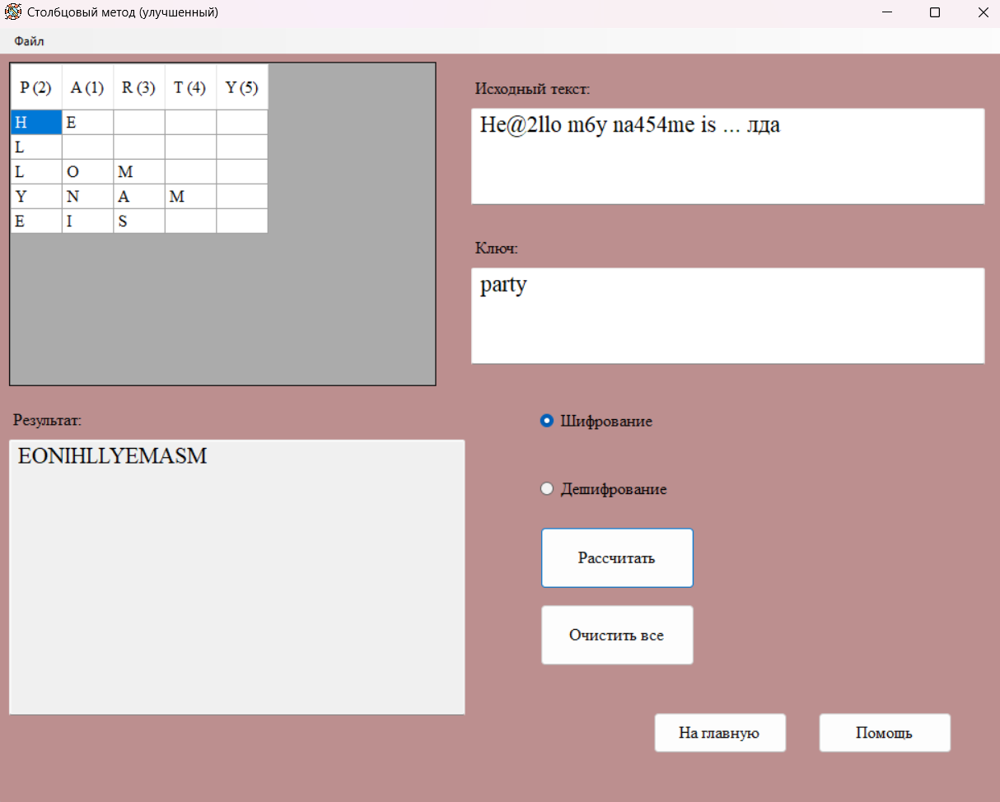 Столбцовый метод (улучшенный)
Файл
P (2) A (1) R (3) T (4) Y (5)
H E
L
L O M
Y N A M
E I S
Исходный текст:
He@2llo m6y na454me is ... лда
Ключ:
party
Результат:
EONIHLLYEMASM
Шифрование
Дешифрование
Рассчитать
Очистить все
На главную
Помощь